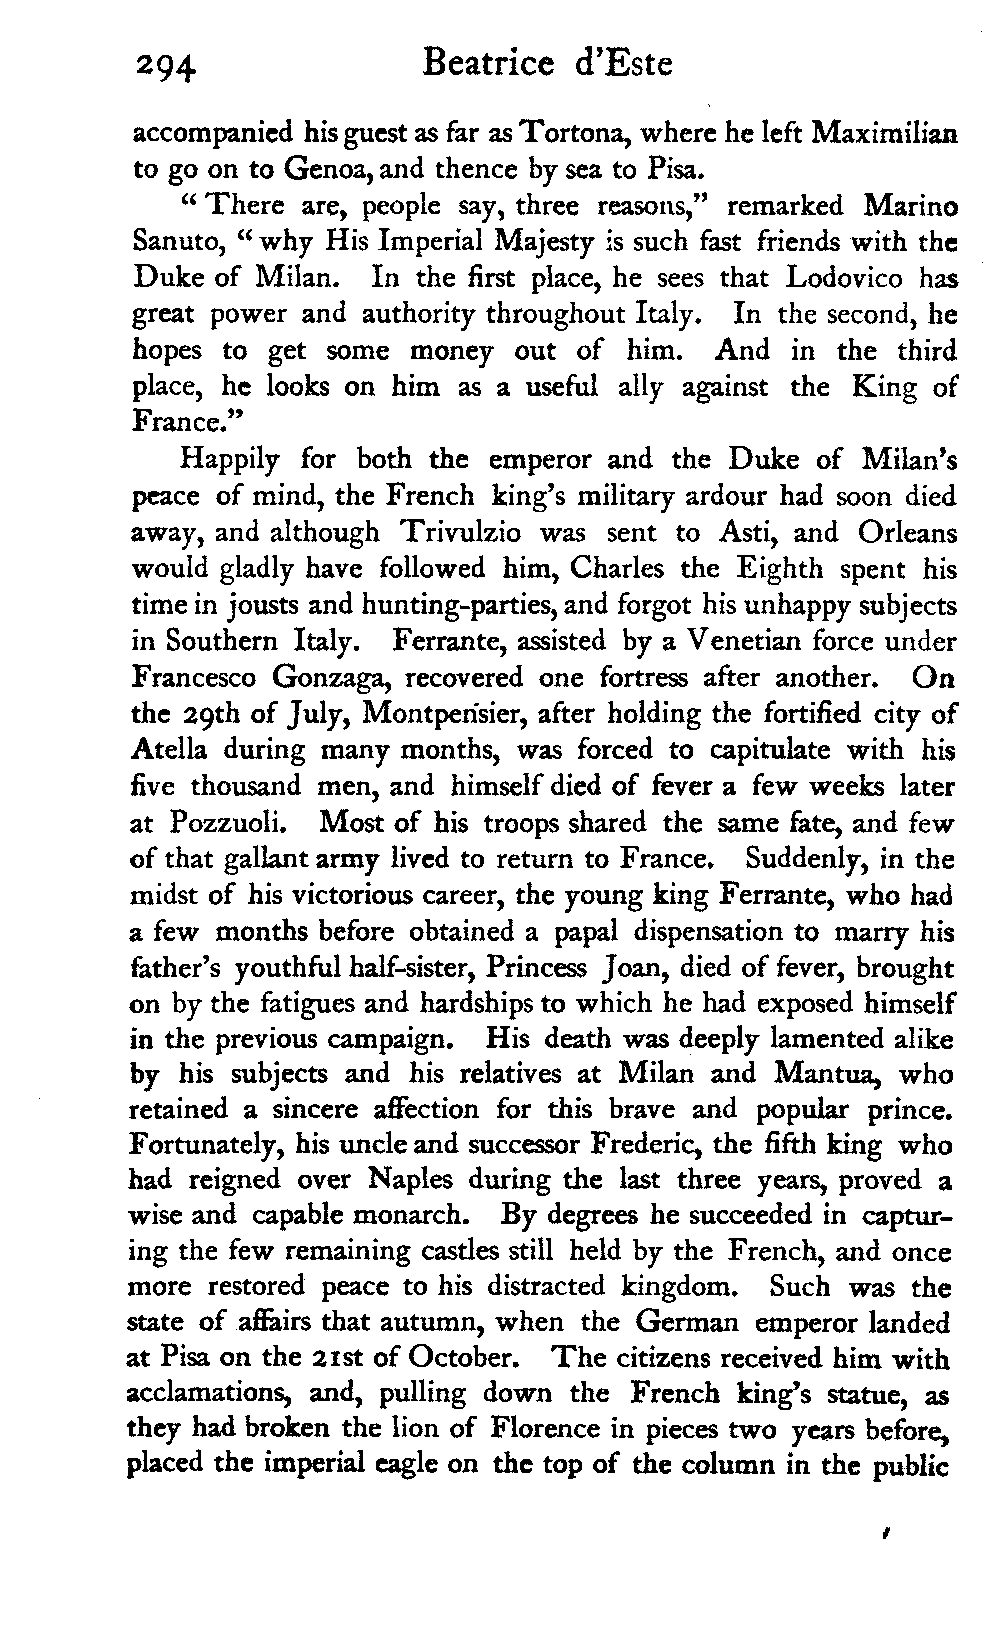 294 Beatrice d'Este
accompanied his guest as far as Tortona, where he left Maximilian
to go on to Genoa, and thence by sea to Pisa.
“ There are, people say, three reasons,” remarked Marino
Sanuto, “ why His Imperial Majesty is such fast friends with the
Duke of Milan. In the first place, he sees that Lodovico has
great power and authority throughout Italy. In the second, he
hopes to get some money out of him. And in the third
place, he looks on him as a useful ally against the King of
France.”
Happily for both the emperor and the Duke of Milan's
peace of mind, the French king's military ardour had soon died
away, and although Trivulzio was sent to Asti, and Orleans
would gladly have followed him, Charles the Eighth spent his
time in jousts and hunting-parties, and forgot his unhappy subjects
in Southern Italy. Ferrante, assisted by a Venetian force under
Francesco Gonzaga, recovered one fortress after another. On
the 29th of July, Montpensier, after holding the fortified city of
Atella during many months, was forced to capitulate with his
five thousand men, and himself died of fever a few weeks later
at Pozzuoli. Most of his troops shared the same fate, and few
of that gallant army lived to return to France. Suddenly, in the
midst of his victorious career, the young king Ferrante, who had
a few months before obtained a papal dispensation to marry his
father's youthful half-sister, Princess Joan, died of fever, brought
on by the fatigues and hardships to which he had exposed himself
in the previous campaign. His death was deeply lamented alike
by his subjects and his relatives at Milan and Mantua, who
retained a sincere affection for this brave and popular prince.
Fortunately, his uncle and successor Frederic, the fifth king who
had reigned over Naples during the last three years, proved a
wise and capable monarch. By degrees he succeeded in captur-
ing the few remaining castles still held by the French, and once
more restored peace to his distracted kingdom. Such was the
state of affairs that autumn, when the German emperor landed
at Pisa on the 21st of October. The citizens received him with
acclamations, and, pulling down the French king's statue, as
they had broken the lion of Florence in pieces two years before,
placed the imperial eagle on the top of the column in the public